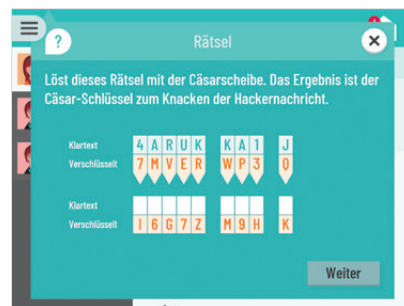 ?
Rätsel
Löst dieses Rätsel mit der Cäsarscheibe. Das Ergebnis ist der
Cäsar-Schlüssel zum Knacken der Hackernachricht.
Klartext 4 A R U K K A 1 J
Verschlüsselt 7 M V E R W P 3 Q
Klartext
Verschlüsselt I 6 G 7 Z M 9 H K
Weiter